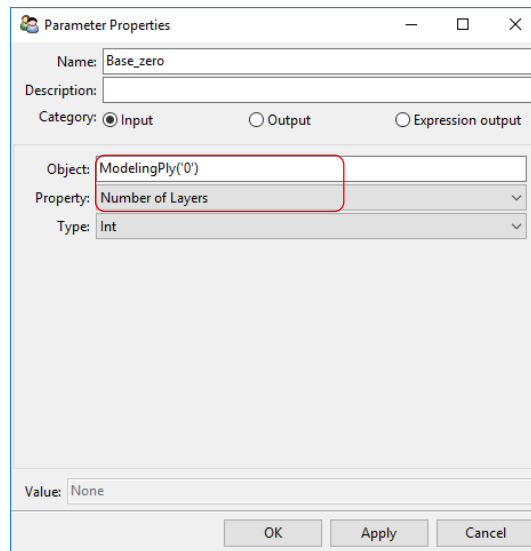 Parameter Properties
Name: Base_zero
Description:
Category: Input Output Expression output
Object: ModelingPly('0')
Property: Number of Layers
Type: Int
Value: None
OK Apply Cancel